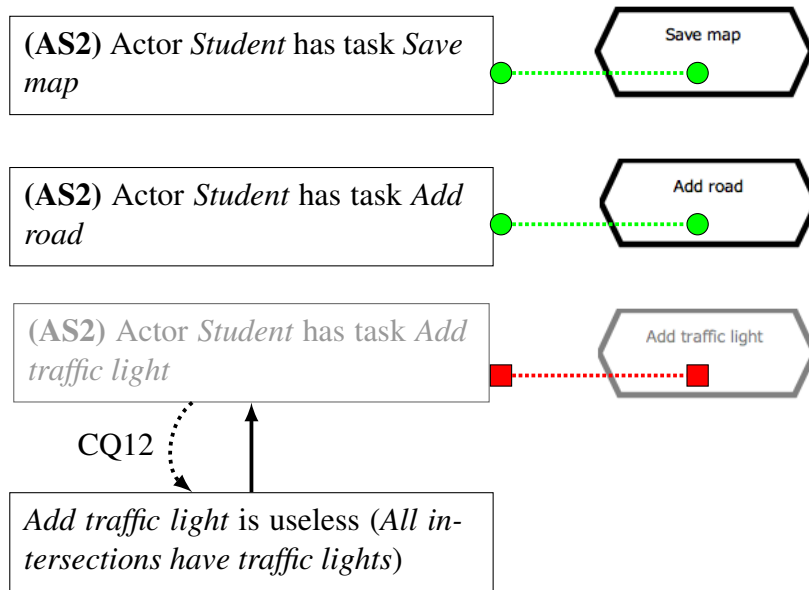 (AS2) Actor Student has task Save
map
Save map
(AS2) Actor Student has task Add
road
Add road
(AS2) Actor Student has task Add
traffic light
Add traffic light
CQ12
Add traffic light is useless (All in-
tersections have traffic lights)